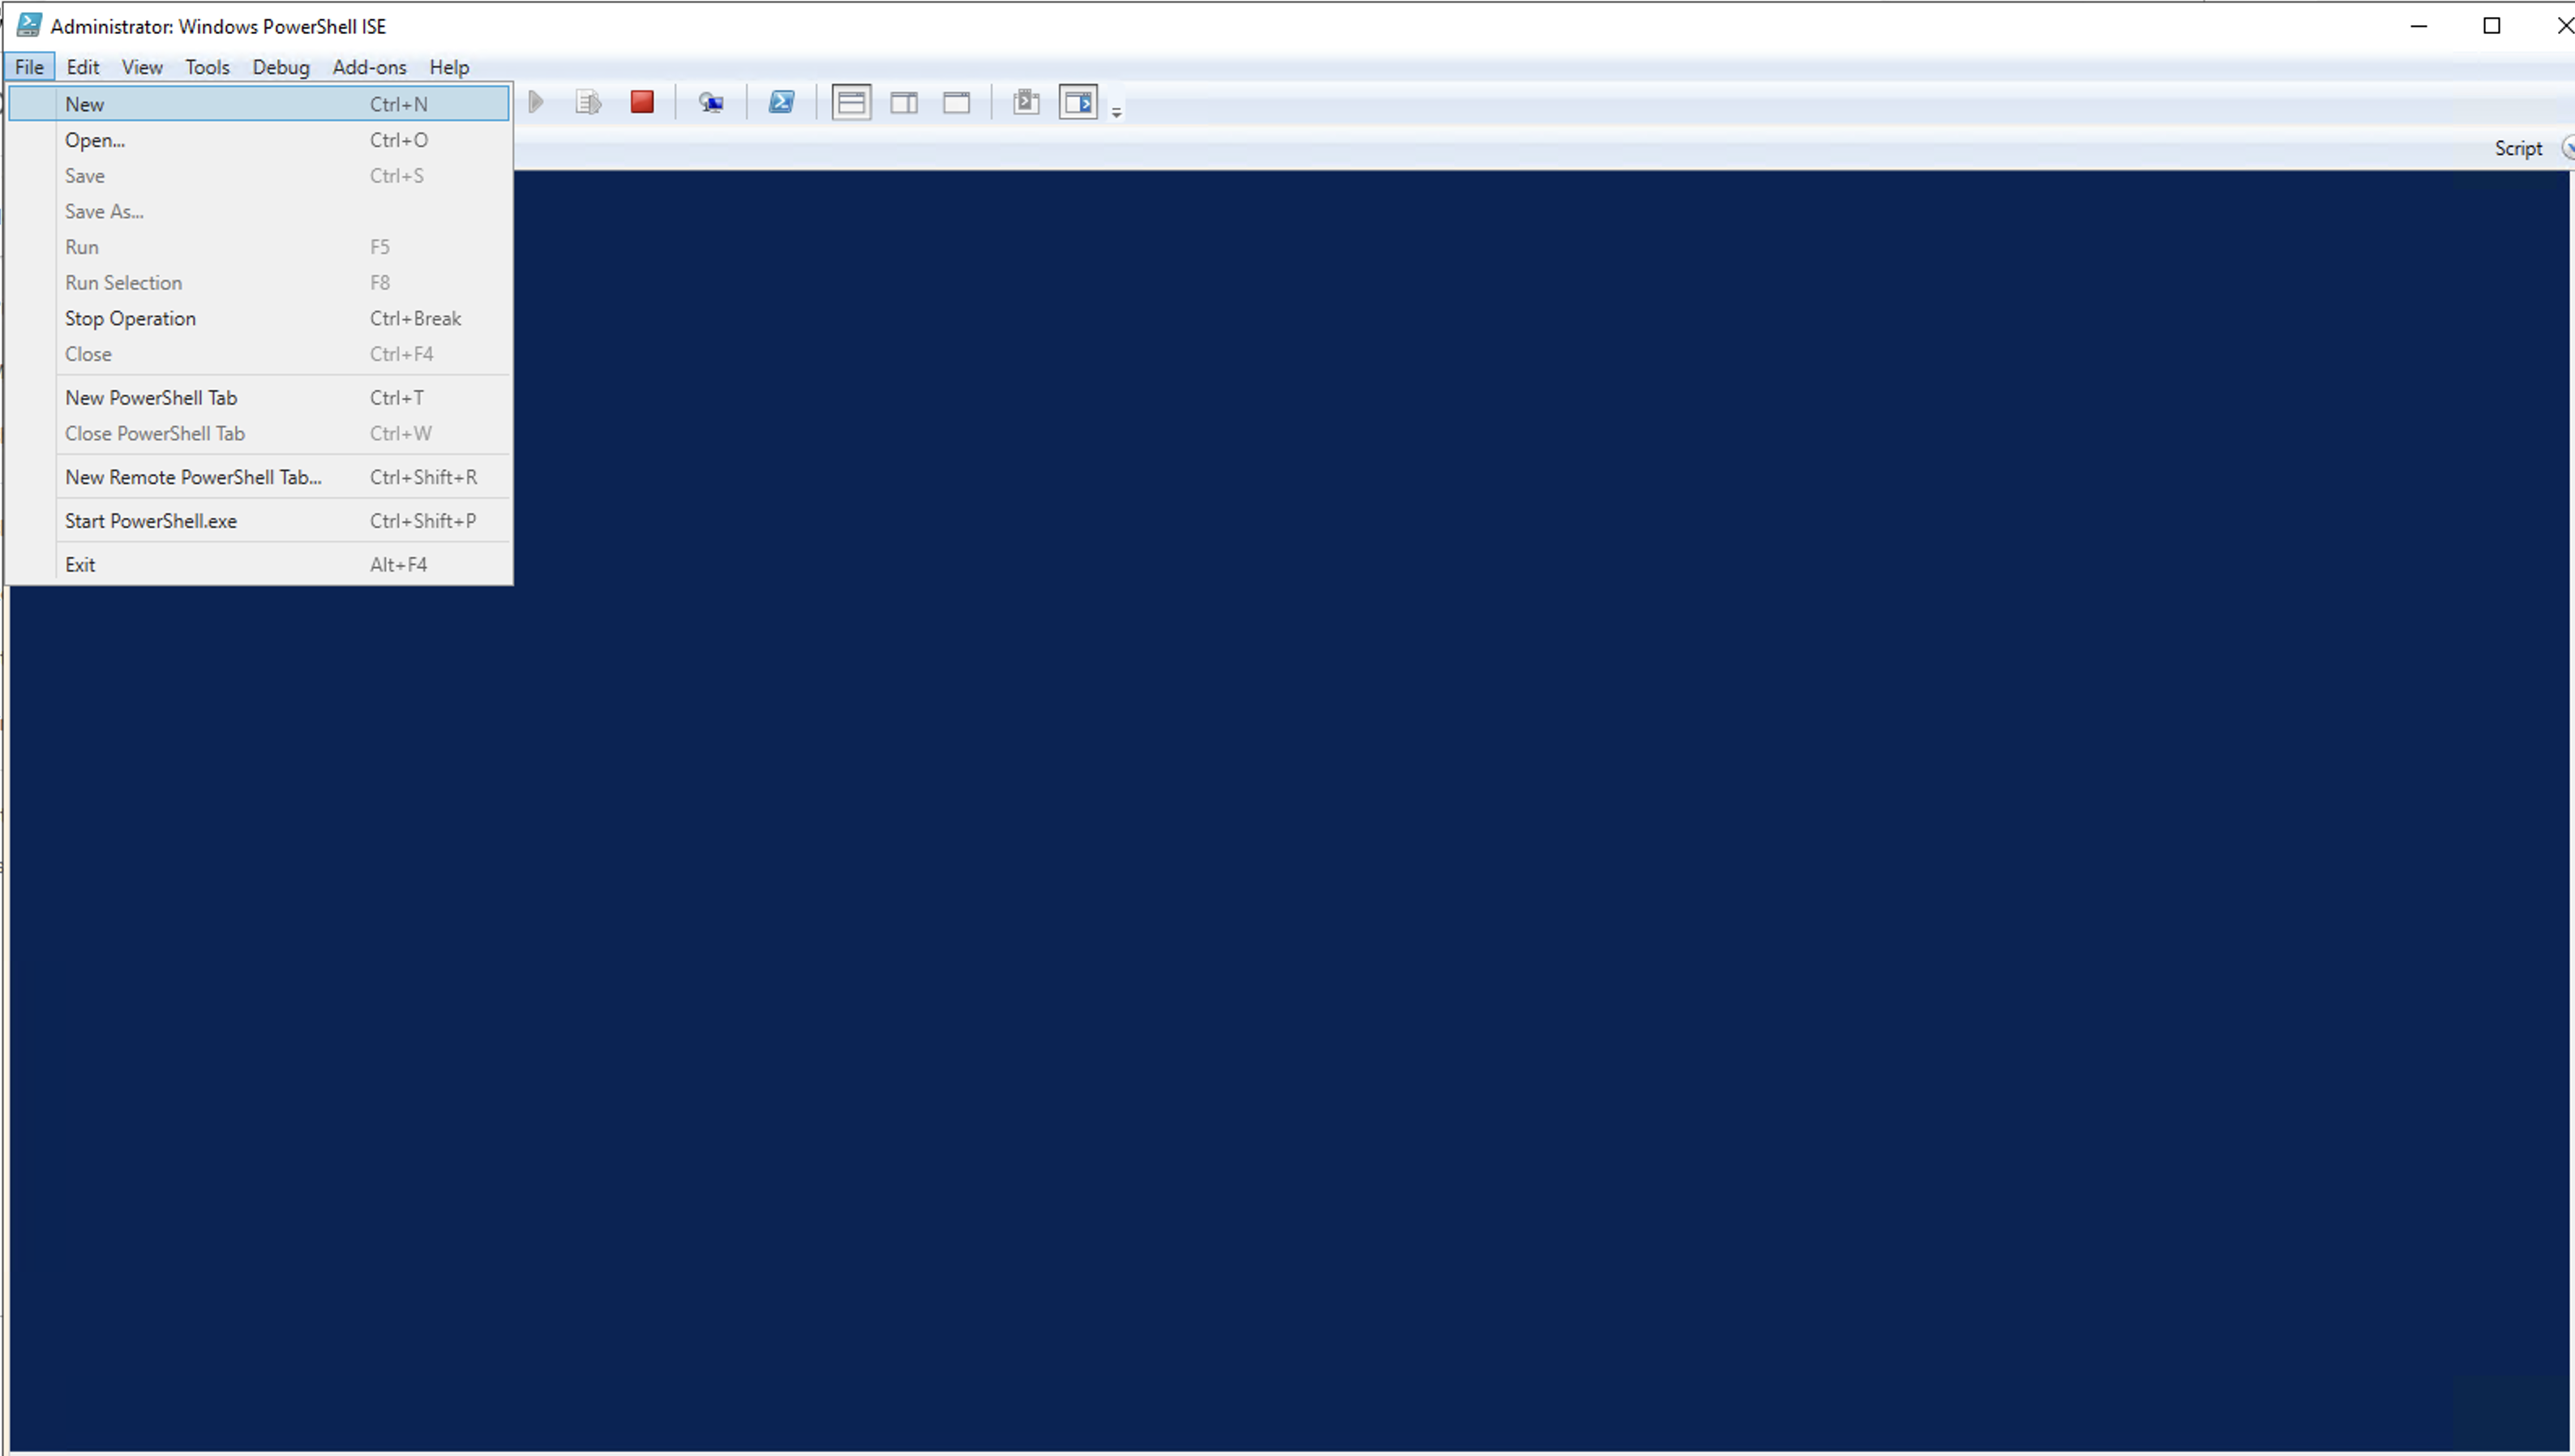 Administrator: Windows PowerShell ISE
File Edit View Tools Debug Add-ons Help
New Ctrl+N
Open... Ctrl+O
Script
Save Ctrl+S
Save As...
Run F5
Run Selection F8
Stop Operation Ctrl+Break
Close Ctrl+F4
New PowerShell Tab Ctrl+T
Close PowerShell Tab Ctrl+W
New Remote PowerShell Tab... Ctrl+Shift+R
Start PowerShell.exe Ctrl+Shift+P
Exit Alt+F4